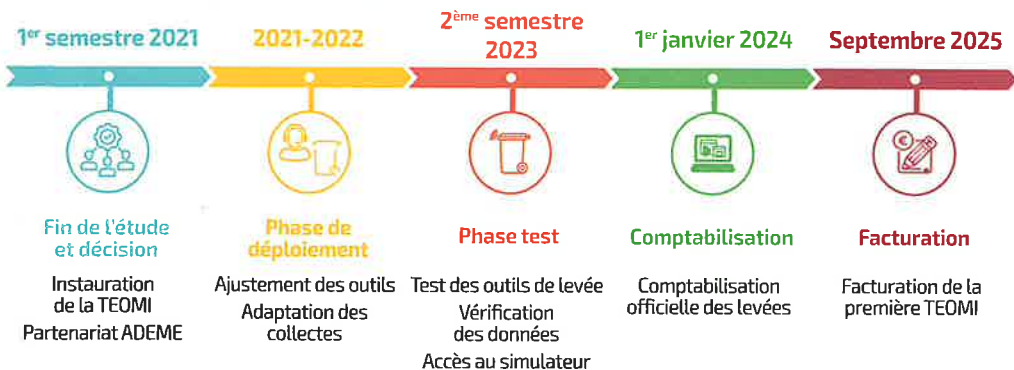 1er semestre 2021
2021-2022
2ème semestre
2023
1er janvier 2024
Septembre 2025
Fin de l'étude
et décision
Instauration
de la TEOMI
Partenariat ADEME
Phase de
déploiement
Ajustement des outils
Adaptation des
collectes
Phase test
Test des outils de levée
Vérification
des données
Accès au simulateur
Comptabilisation
Comptabilisation
officielle des levées
Facturation
Facturation de la
première TEOMI